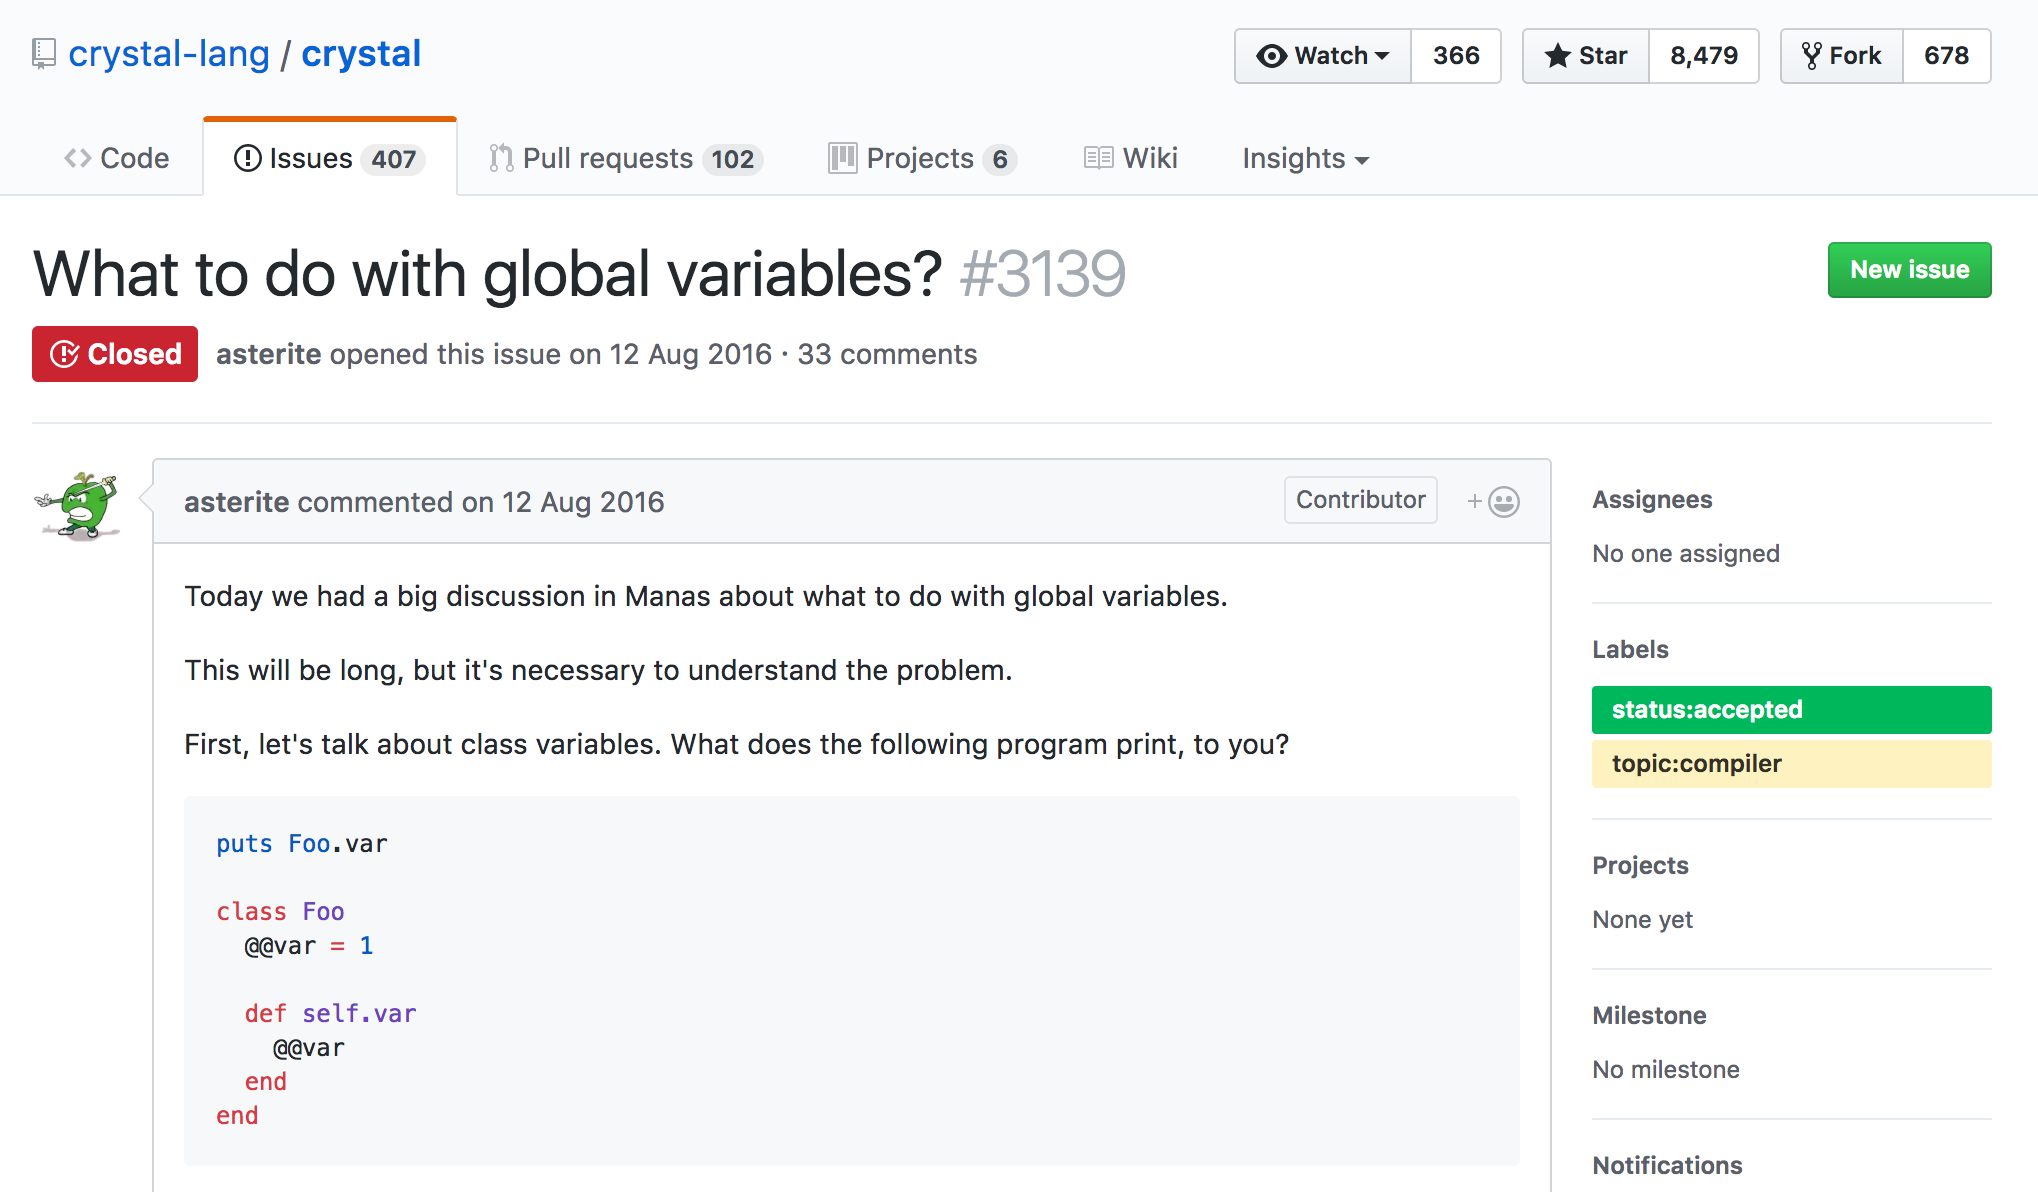 crystal-lang / crystal
Watch 366 Star 8,479 Fork 678
Code Issues 407 Pull requests 102 Projects 6 Wiki Insights
What to do with global variables? #3139
New issue
Closed asterite opened this issue on 12 Aug 2016 · 33 comments
asterite commented on 12 Aug 2016
Contributor +
Today we had a big discussion in Manas about what to do with global variables.
This will be long, but it's necessary to understand the problem.
First, let's talk about class variables. What does the following program print, to you?
puts Foo.var
class Foo
  @@var = 1
  def self.var
    @@var
  end
end
Assignees
No one assigned
Labels
status:accepted
topic:compiler
Projects
None yet
Milestone
No milestone
Notifications